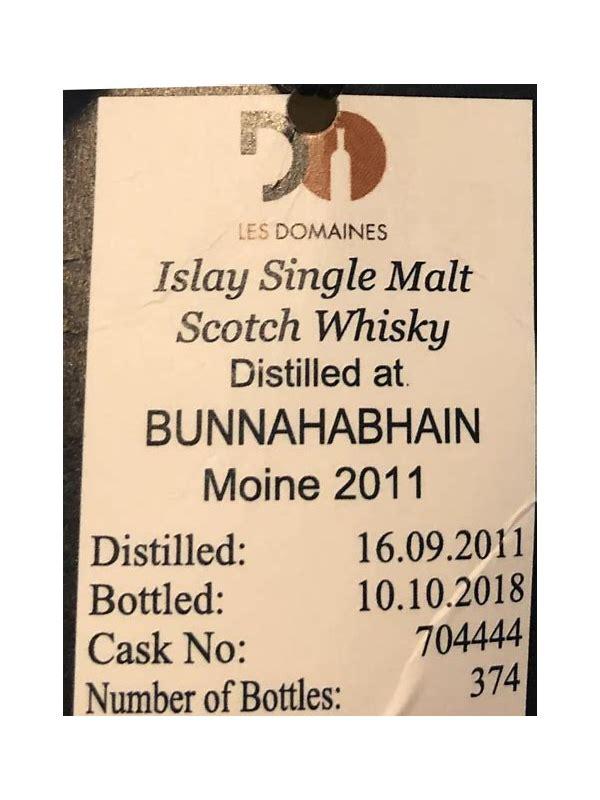 LES DOMAINES
Islay Single Malt
Scotch Whisky
Distilled at.
BUNNAHABHAIN
Moine 2011
Distilled: 16.09.2011
Bottled: 10.10.2018
Cask No: 704444
Number of Bottles: 374